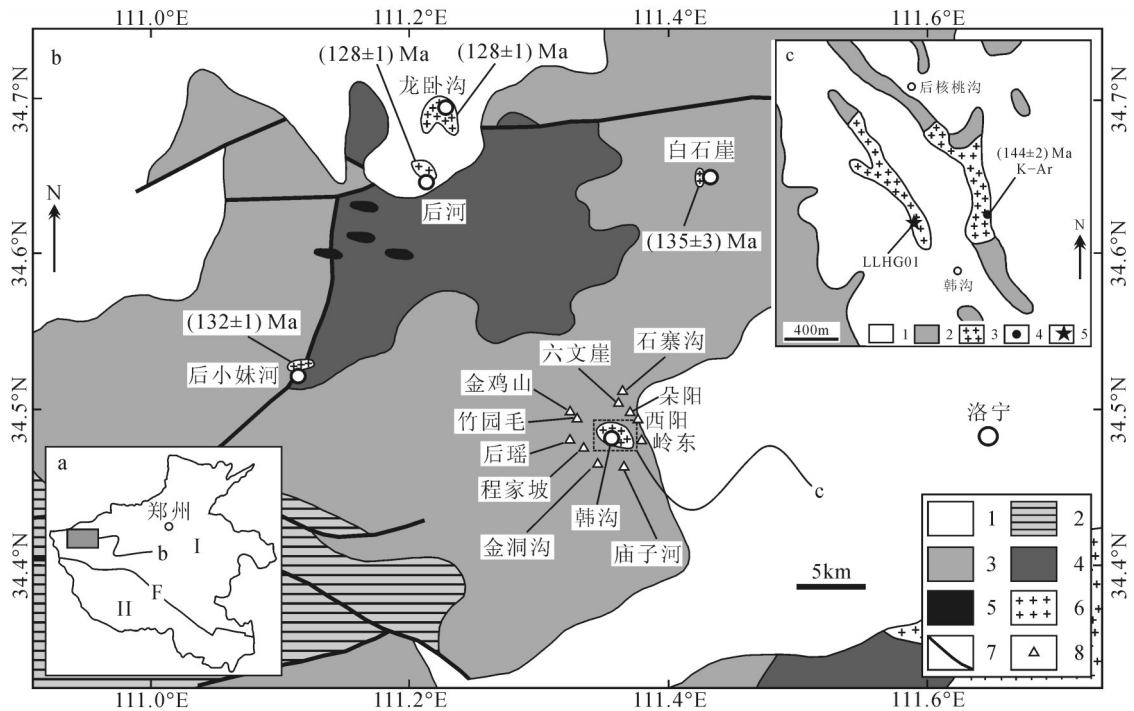 111.0°E
111.2°E
111.4°E
111.6°E
b
(128±1) Ma
(128±1) Ma
龙卧沟
后河
白石崖
(135±3) Ma
(132±1) Ma
后小妹河
N
34.7°N
34.6°N
34.5°N
34.4°N
c
后核桃沟
(144±2) Ma
K-Ar
LLHG01
韩沟
N
400m
1
2
3
4
5
34.7°N
34.6°N
34.5°N
34.4°N
石寨沟
六文崖
金鸡山
朵阳
竹园毛
西阳
后瑶
岭东
程家坡
韩沟
金洞沟
庙子河
洛宁
c
5km
a
郑州
b
I
F
II
1
2
3
4
5
6
7
8
111.0°E
111.2°E
111.4°E
111.6°E